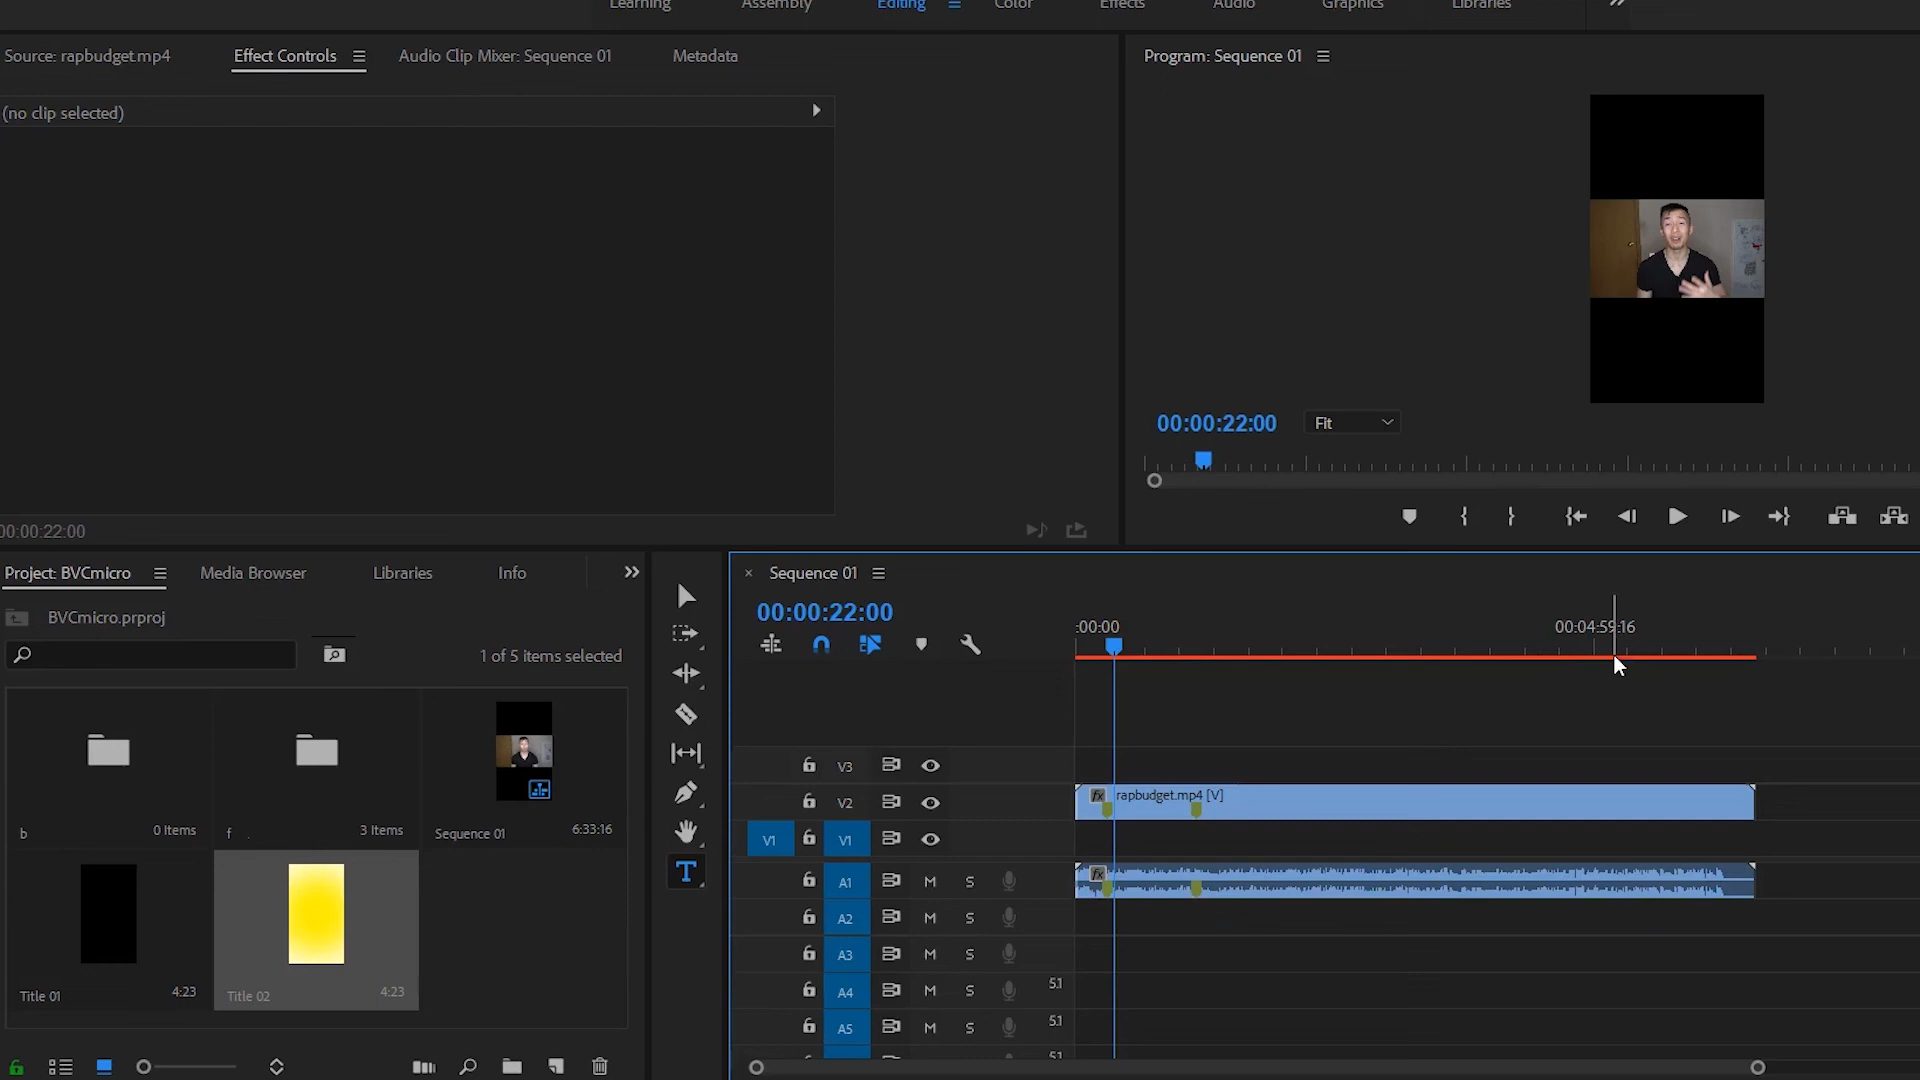 Learning Assembly Editing Color Effects Audio Graphics Libraries
Source: rapbudget.mp4 Effect Controls Audio Clip Mixer: Sequence 01 Metadata
Program: Sequence 01
(no clip selected)
00:00:22:00 Fit
00:00:22:00
Project: BVCmicro Media Browser Libraries Info
Sequence 01
BVCmicro.prproj
00:00:22:00
:00:00 00:04:59:16
1 of 5 items selected
b 0 Items
f . 3 Items
Sequence 01 6:33:16
Title 01 4:23
Title 02 4:23
V3
V2
fx rapbudget.mp4 [V]
V1 V1
A1 M S
fx
A2 M S
A3 M S
A4 M S 5.1
A5 M S 5.1
5.1